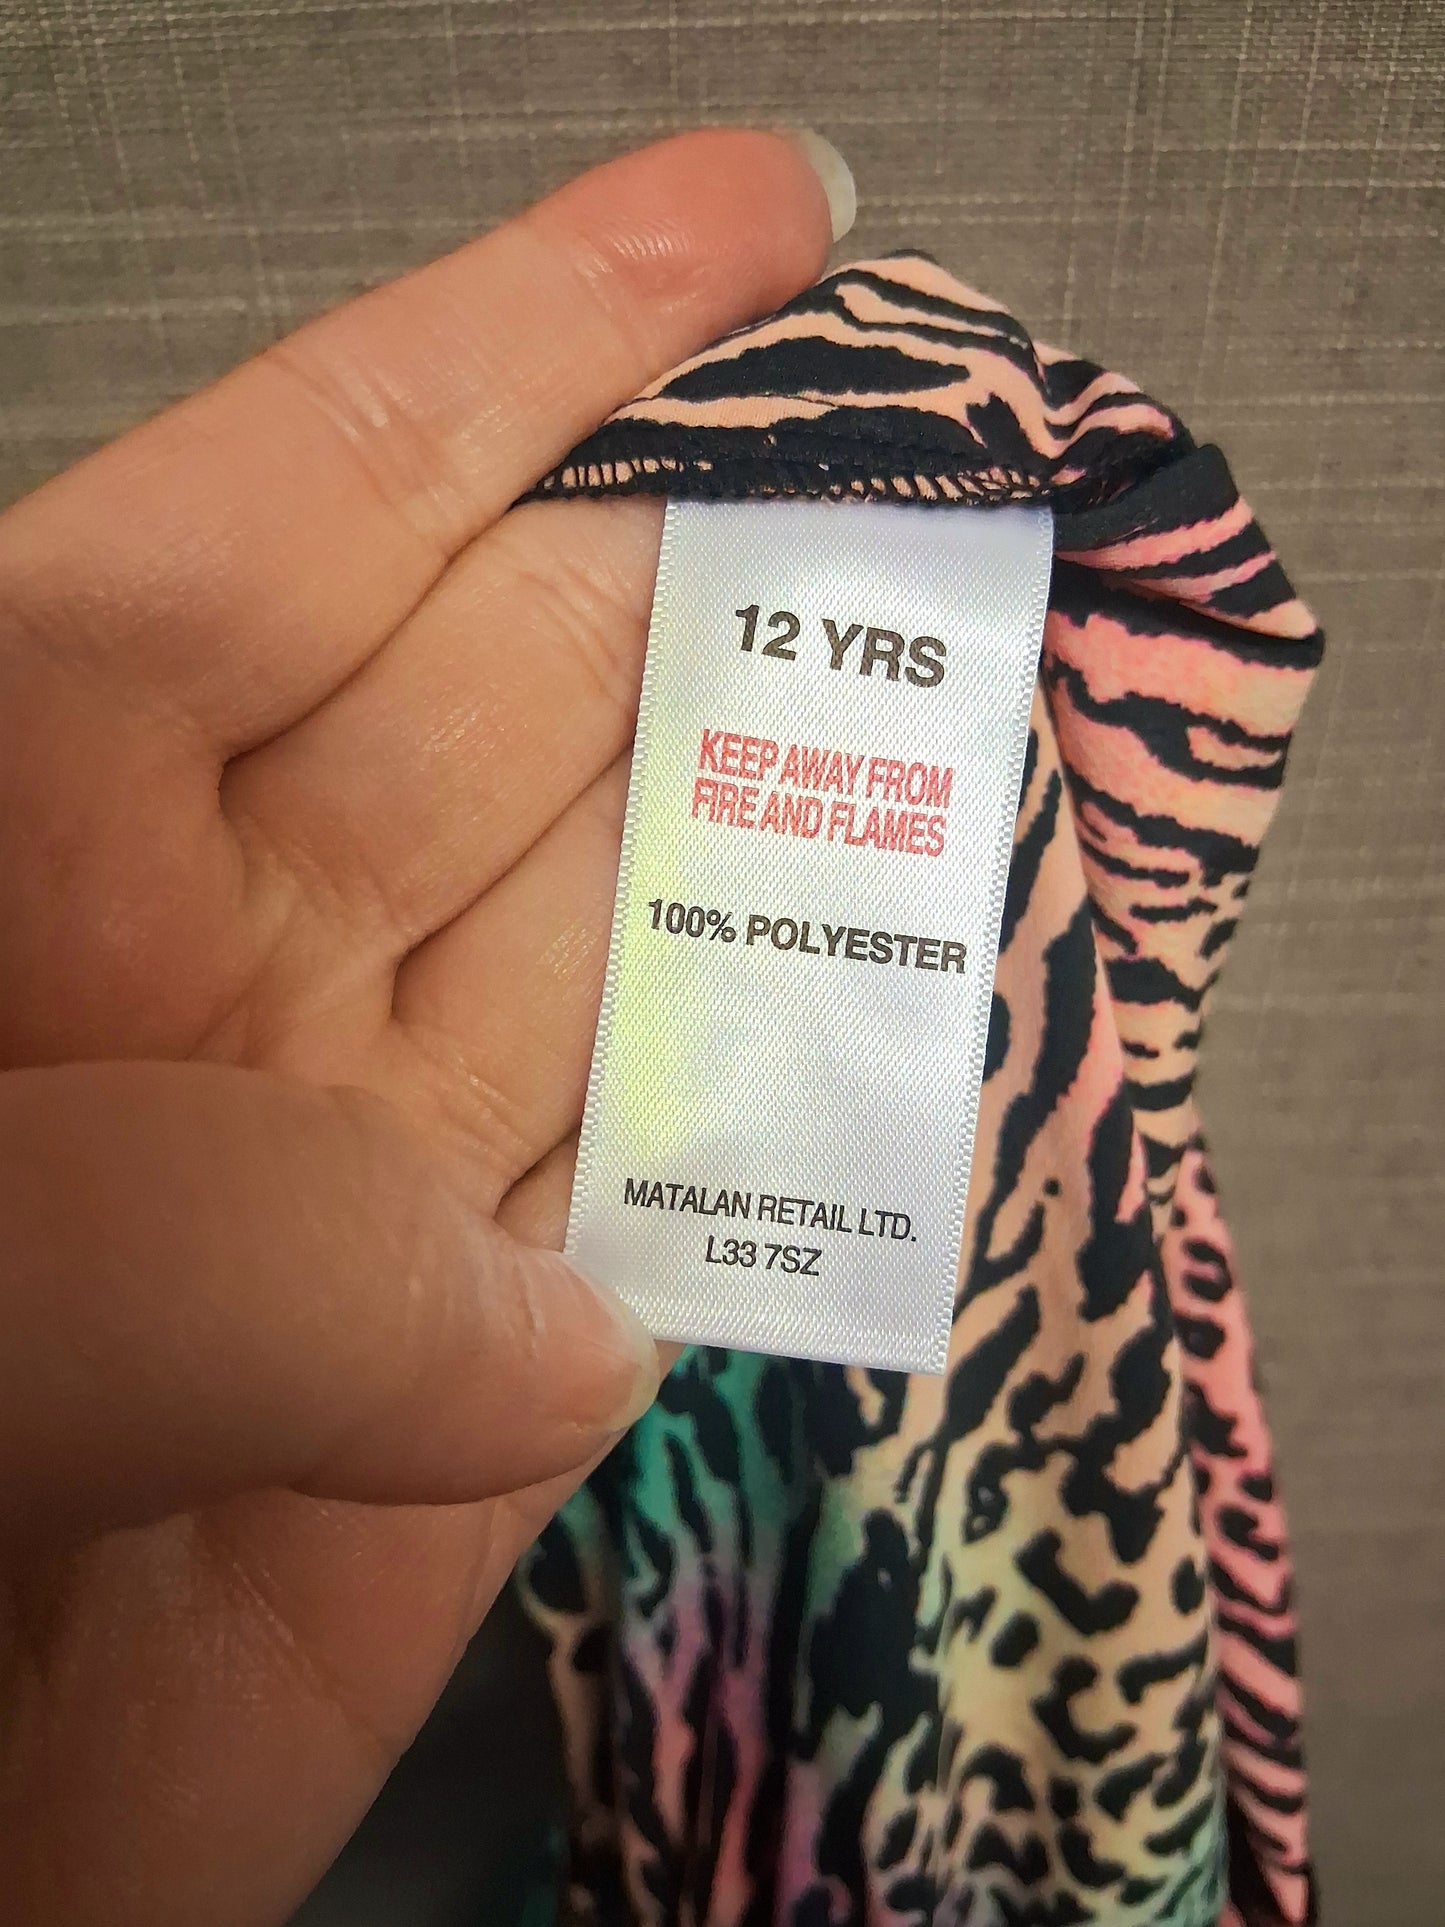 12 YRS
KEEP AWAY FROM
FIRE AND FLAMES
100% POLYESTER
MATALAN RETAIL LTD.
L33 7SZ